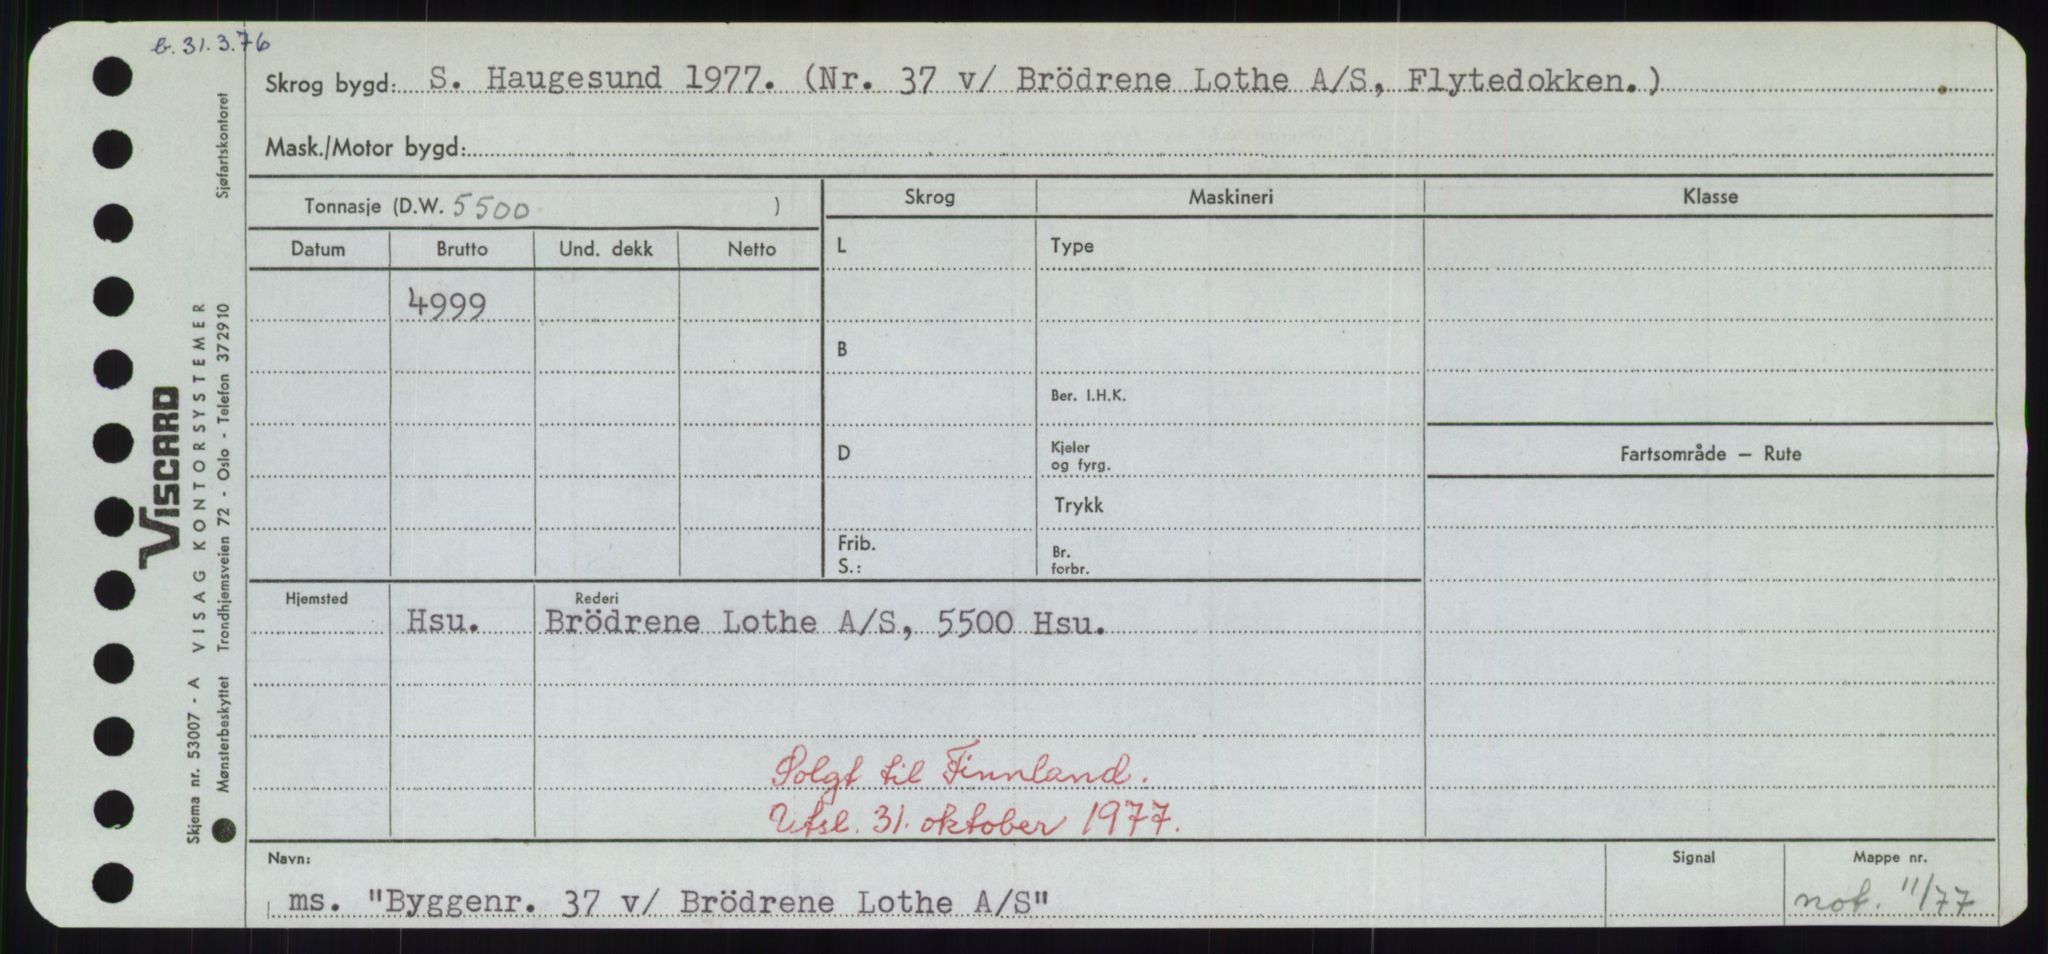 b. 31.3.76
Skrog bygd: S. Haugesund 1977. (Nr. 37 v/ Brödrene Lothe A/S, Flytedokken.)
Mask./Motor bygd:
Tonnasje (D.W. 5500 )
Skrog Maskineri Klasse
Datum Brutto Und. dekk Netto
L Type
4999
B
Ber. I.H.K.
D Kjeler og fyrg.
Fartsområde – Rute
Trykk
Frib.
S.:
Br. forbr.
Hjemsted Rederi
Hsu. Brödrene Lothe A/S, 5500 Hsu.
Solgt til Finnland.
Utsl. 31. oktober 1977.
Navn: Signal Mappe nr.
ms. "Byggenr. 37 v/ Brödrene Lothe A/S" not. 11/77
VISCARD
Skjema nr. 53007 - A VISAG KONTORSYSTEMER
Mønsterbeskyttet Trondhjemsveien 72 - Oslo - Telefon 372910 Sjøfartskontoret